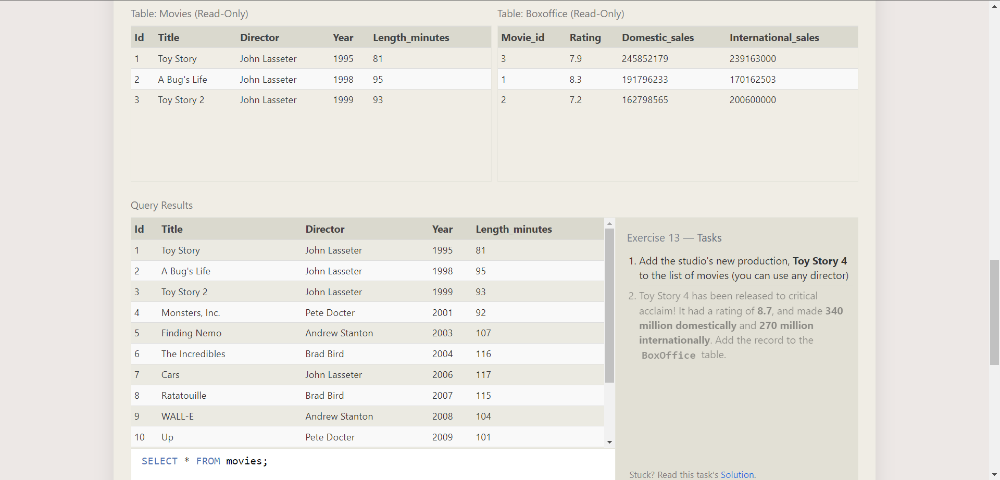 Table: Movies (Read-Only)
Id Title Director Year Length_minutes
1 Toy Story John Lasseter 1995 81
2 A Bug's Life John Lasseter 1998 95
3 Toy Story 2 John Lasseter 1999 93
Table: Boxoffice (Read-Only)
Movie_id Rating Domestic_sales International_sales
3 7.9 245852179 239163000
1 8.3 191796233 170162503
2 7.2 162798565 200600000
Query Results
Id Title Director Year Length_minutes
1 Toy Story John Lasseter 1995 81
2 A Bug's Life John Lasseter 1998 95
3 Toy Story 2 John Lasseter 1999 93
4 Monsters, Inc. Pete Docter 2001 92
5 Finding Nemo Andrew Stanton 2003 107
6 The Incredibles Brad Bird 2004 116
7 Cars John Lasseter 2006 117
8 Ratatouille Brad Bird 2007 115
9 WALL-E Andrew Stanton 2008 104
10 Up Pete Docter 2009 101
SELECT * FROM movies;
Exercise 13 — Tasks
1. Add the studio's new production, Toy Story 4
to the list of movies (you can use any director)
2. Toy Story 4 has been released to critical
acclaim! It had a rating of 8.7, and made 340
million domestically and 270 million
internationally. Add the record to the
BoxOffice table.
Stuck? Read this task's Solution.